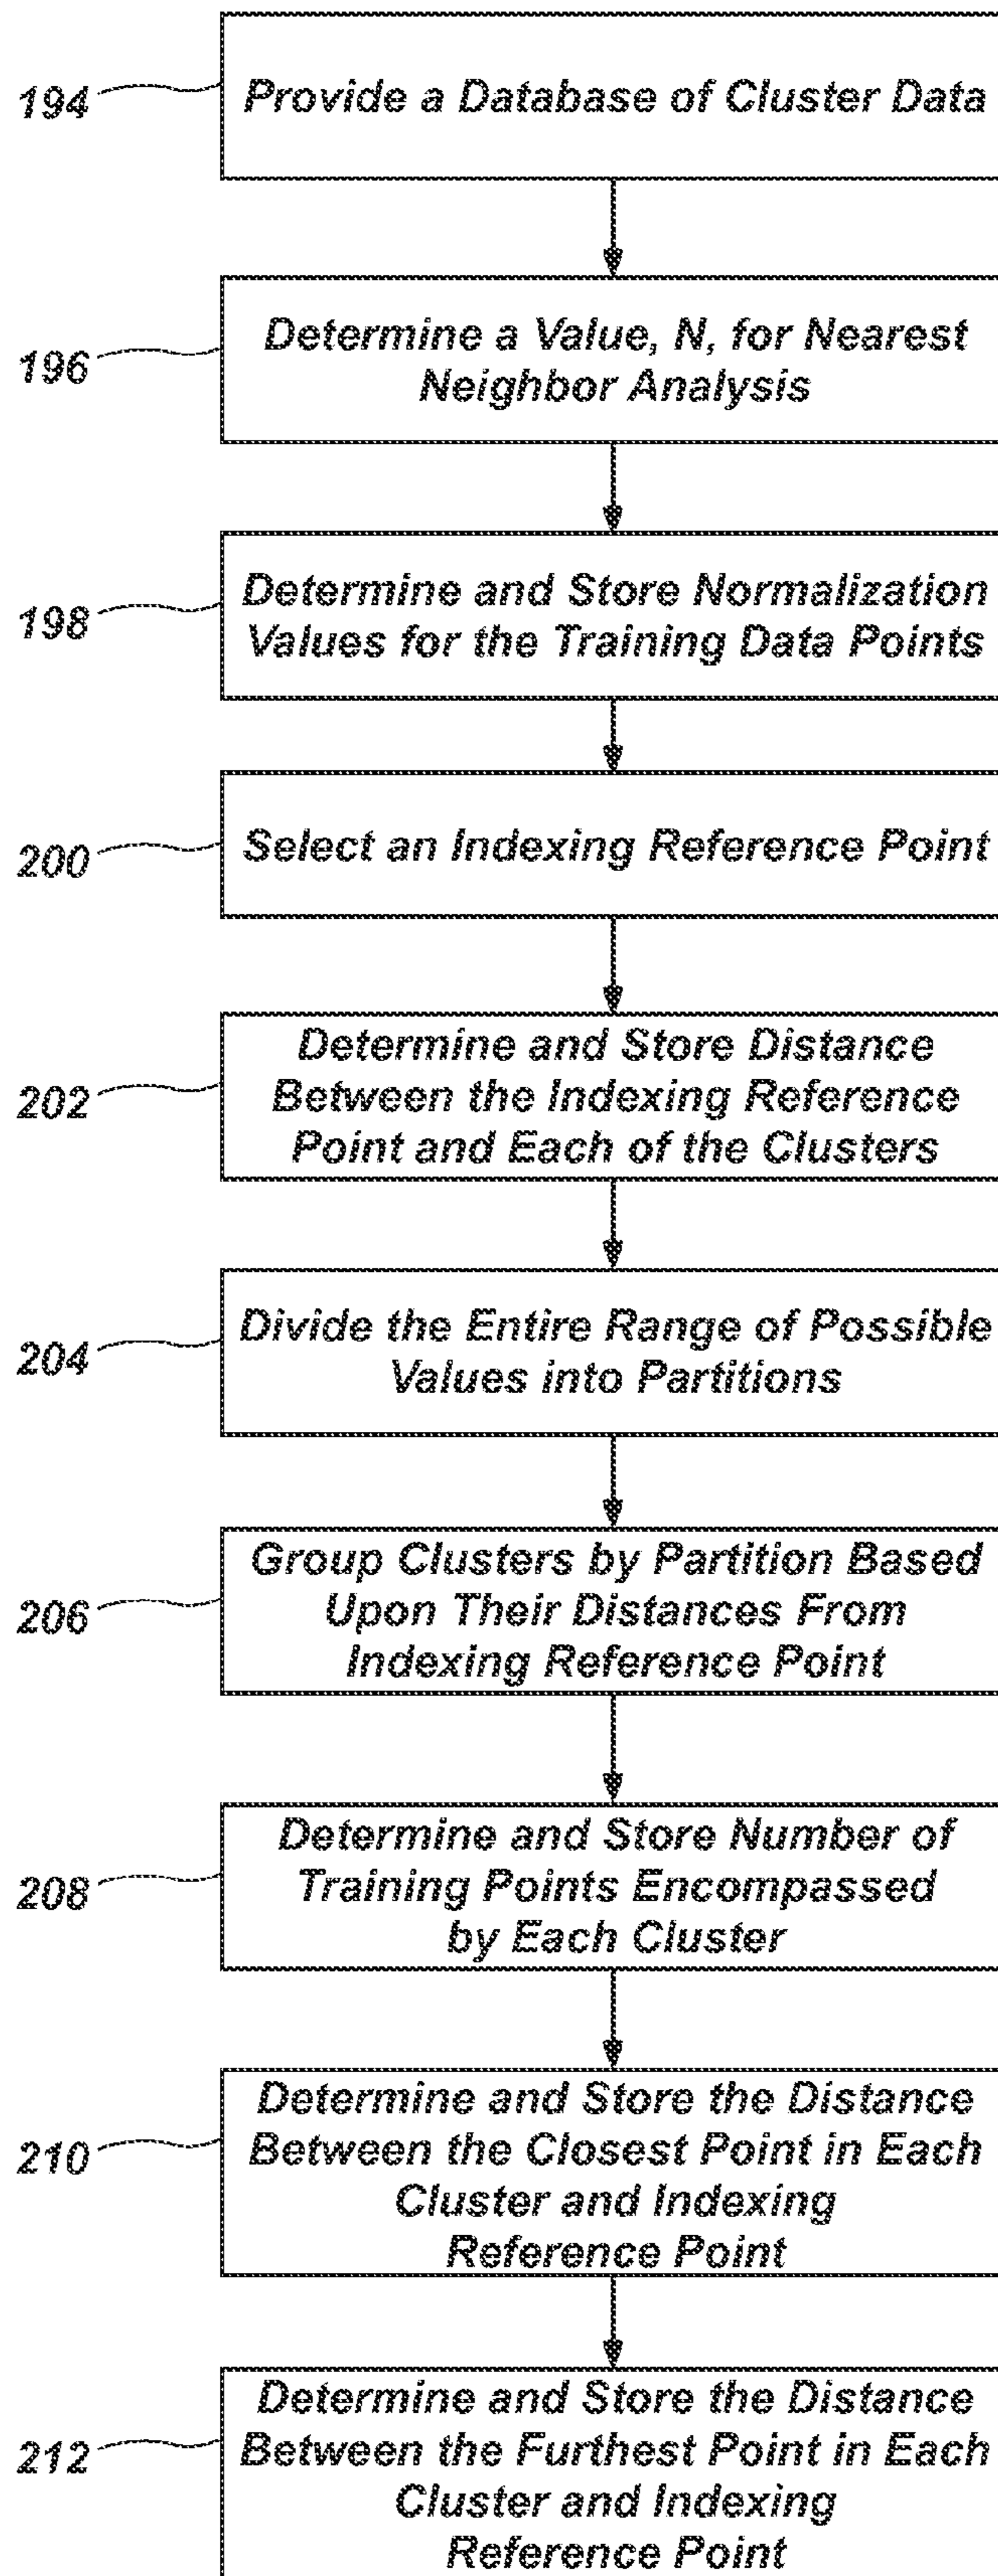 194
Provide a Database of Cluster Data
196
Determine a Value, N, for Nearest
Neighbor Analysis
198
Determine and Store Normalization
Values for the Training Data Points
200
Select an Indexing Reference Point
202
Determine and Store Distance
Between the Indexing Reference
Point and Each of the Clusters
204
Divide the Entire Range of Possible
Values into Partitions
206
Group Clusters by Partition Based
Upon Their Distances From
Indexing Reference Point
208
Determine and Store Number of
Training Points Encompassed
by Each Cluster
210
Determine and Store the Distance
Between the Closest Point in Each
Cluster and Indexing
Reference Point
212
Determine and Store the Distance
Between the Furthest Point in Each
Cluster and Indexing
Reference Point